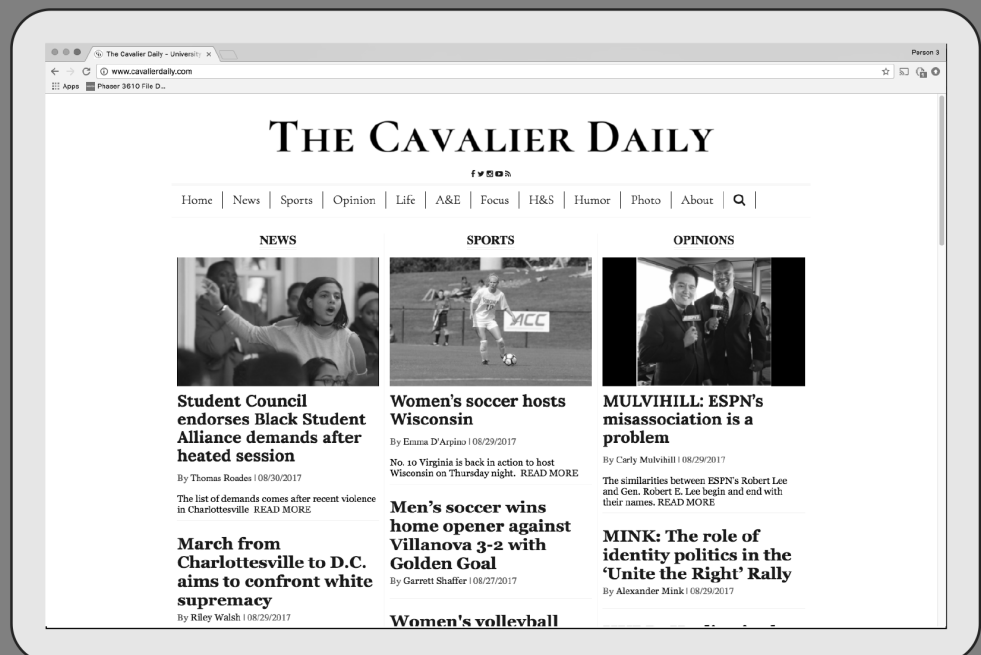 The Cavalier Daily - University
Person 3
www.cavalierdaily.com
Apps Phaser 3610 File D...
THE CAVALIER DAILY
Home News Sports Opinion Life A&E Focus H&S Humor Photo About
NEWS
Student Council
endorses Black Student
Alliance demands after
heated session
By Thomas Roades | 08/30/2017
The list of demands comes after recent violence
in Charlottesville READ MORE
March from
Charlottesville to D.C.
aims to confront white
supremacy
By Riley Walsh | 08/29/2017
SPORTS
ACC
Women's soccer hosts
Wisconsin
By Emma D'Arpino | 08/29/2017
No. 10 Virginia is back in action to host
Wisconsin on Thursday night. READ MORE
Men's soccer wins
home opener against
Villanova 3-2 with
Golden Goal
By Garrett Shaffer | 08/27/2017
Women's volleyball
OPINIONS
ESPN
MULVIHILL: ESPN's
misassociation is a
problem
By Carly Mulvihill | 08/29/2017
The similarities between ESPN's Robert Lee
and Gen. Robert E. Lee begin and end with
their names. READ MORE
MINK: The role of
identity politics in the
'Unite the Right' Rally
By Alexander Mink | 08/29/2017